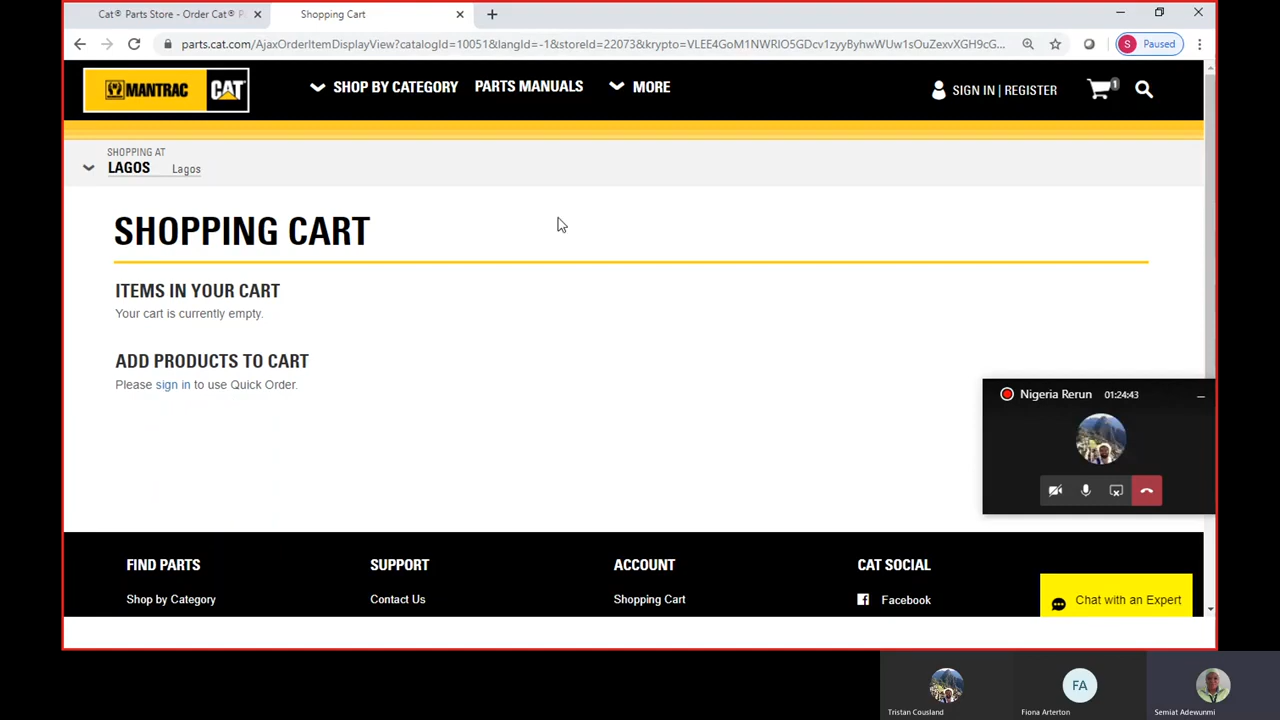 Cat® Parts Store - Order Cat® P
Shopping Cart
parts.cat.com/AjaxOrderItemDisplayView?catalogId=10051&langId=-1&storeId=22073&krypto=VLEE4GoM1NWRIO5GDcv1zyyByhwWUw1sOuZexvXGH9cG...
S Paused
MANTRAC CAT
SHOP BY CATEGORY
PARTS MANUALS
MORE
SIGN IN | REGISTER
1
SHOPPING AT
LAGOS Lagos
SHOPPING CART
ITEMS IN YOUR CART
Your cart is currently empty.
ADD PRODUCTS TO CART
Please sign in to use Quick Order.
Nigeria Rerun 01:24:43
FIND PARTS
SUPPORT
ACCOUNT
CAT SOCIAL
Shop by Category
Contact Us
Shopping Cart
Facebook
Chat with an Expert
FA
Tristan Cousland
Fiona Arterton
Semiat Adewunmi